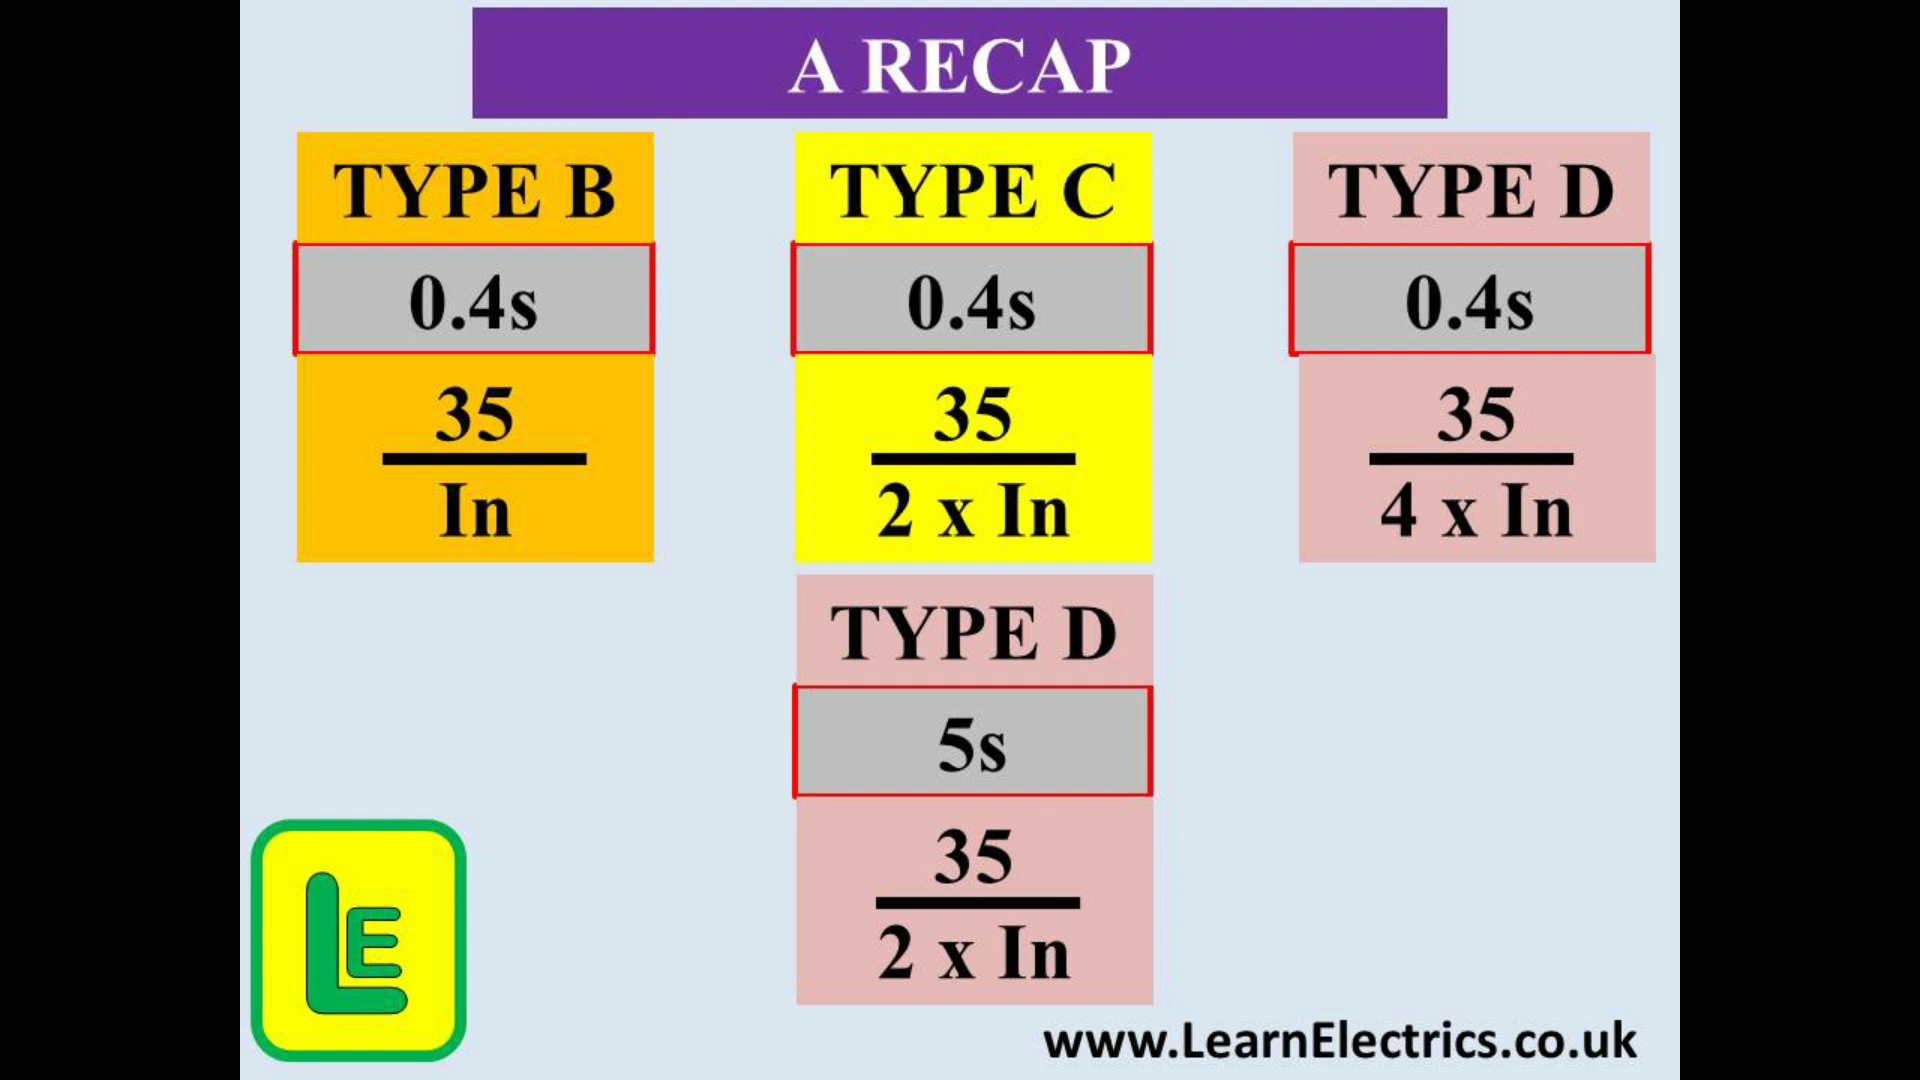 A RECAP
TYPE B
0.4s
35
In
TYPE C
0.4s
35
2 x In
TYPE D
0.4s
35
4 x In
TYPE D
5s
35
2 x In
LE
www.LearnElectrics.co.uk